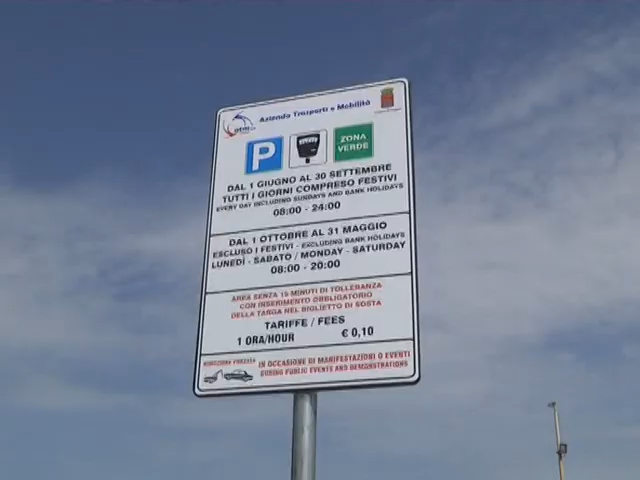 atm
Azienda Trasporti e Mobilità
P
ZONA
VERDE
DAL 1 GIUGNO AL 30 SETTEMBRE
TUTTI I GIORNI COMPRESO FESTIVI
EVERY DAY INCLUDING SUNDAYS AND BANK HOLIDAYS
08:00 - 24:00
DAL 1 OTTOBRE AL 31 MAGGIO
ESCLUSO I FESTIVI - EXCLUDING BANK HOLIDAYS
LUNEDÌ - SABATO / MONDAY - SATURDAY
08:00 - 20:00
AREA SENZA 15 MINUTI DI TOLLERANZA
CON INSERIMENTO OBBLIGATORIO
DELLA TARGA NEL BIGLIETTO DI SOSTA
TARIFFE / FEES
1 ORA/HOUR € 0,10
RIMOZIONE FORZATA IN OCCASIONE DI MANIFESTAZIONI O EVENTI
DURING PUBLIC EVENTS AND DEMONSTRATIONS